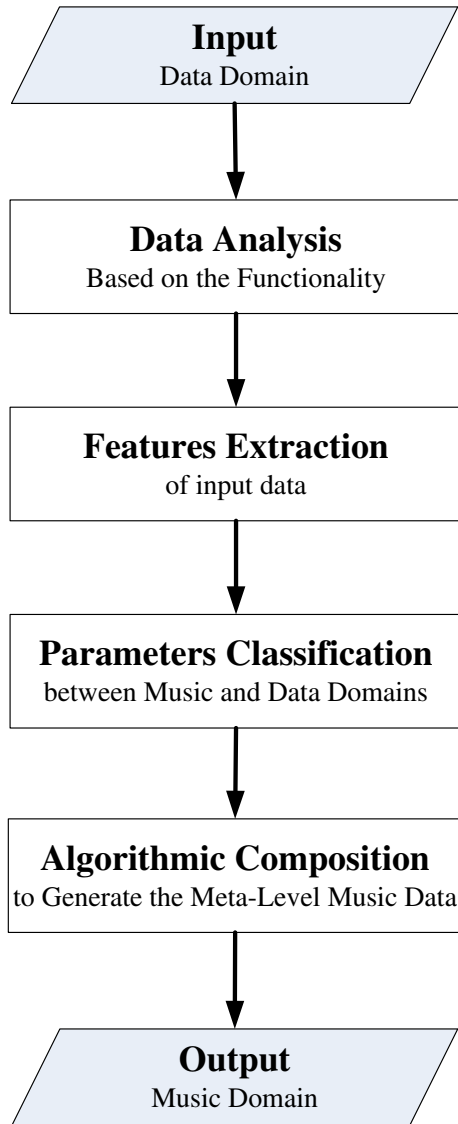 Input
Data Domain
Data Analysis
Based on the Functionality
Features Extraction
of input data
Parameters Classification
between Music and Data Domains
Algorithmic Composition
to Generate the Meta-Level Music Data
Output
Music Domain